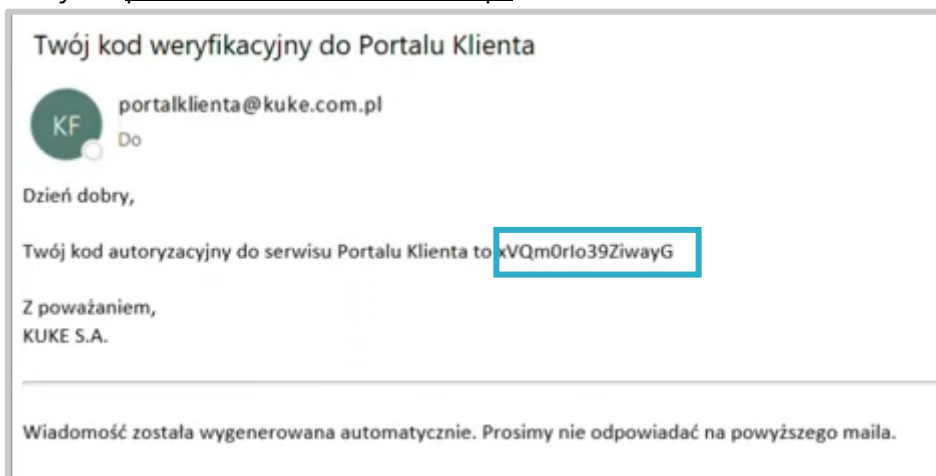 Twój kod weryfikacyjny do Portalu Klienta
KF
portalklienta@kuke.com.pl
Do
Dzień dobry,
Twój kod autoryzacyjny do serwisu Portalu Klienta to xVQm0rIo39ZiwayG
Z poważaniem,
KUKE S.A.
Wiadomość została wygenerowana automatycznie. Prosimy nie odpowiadać na powyższego maila.